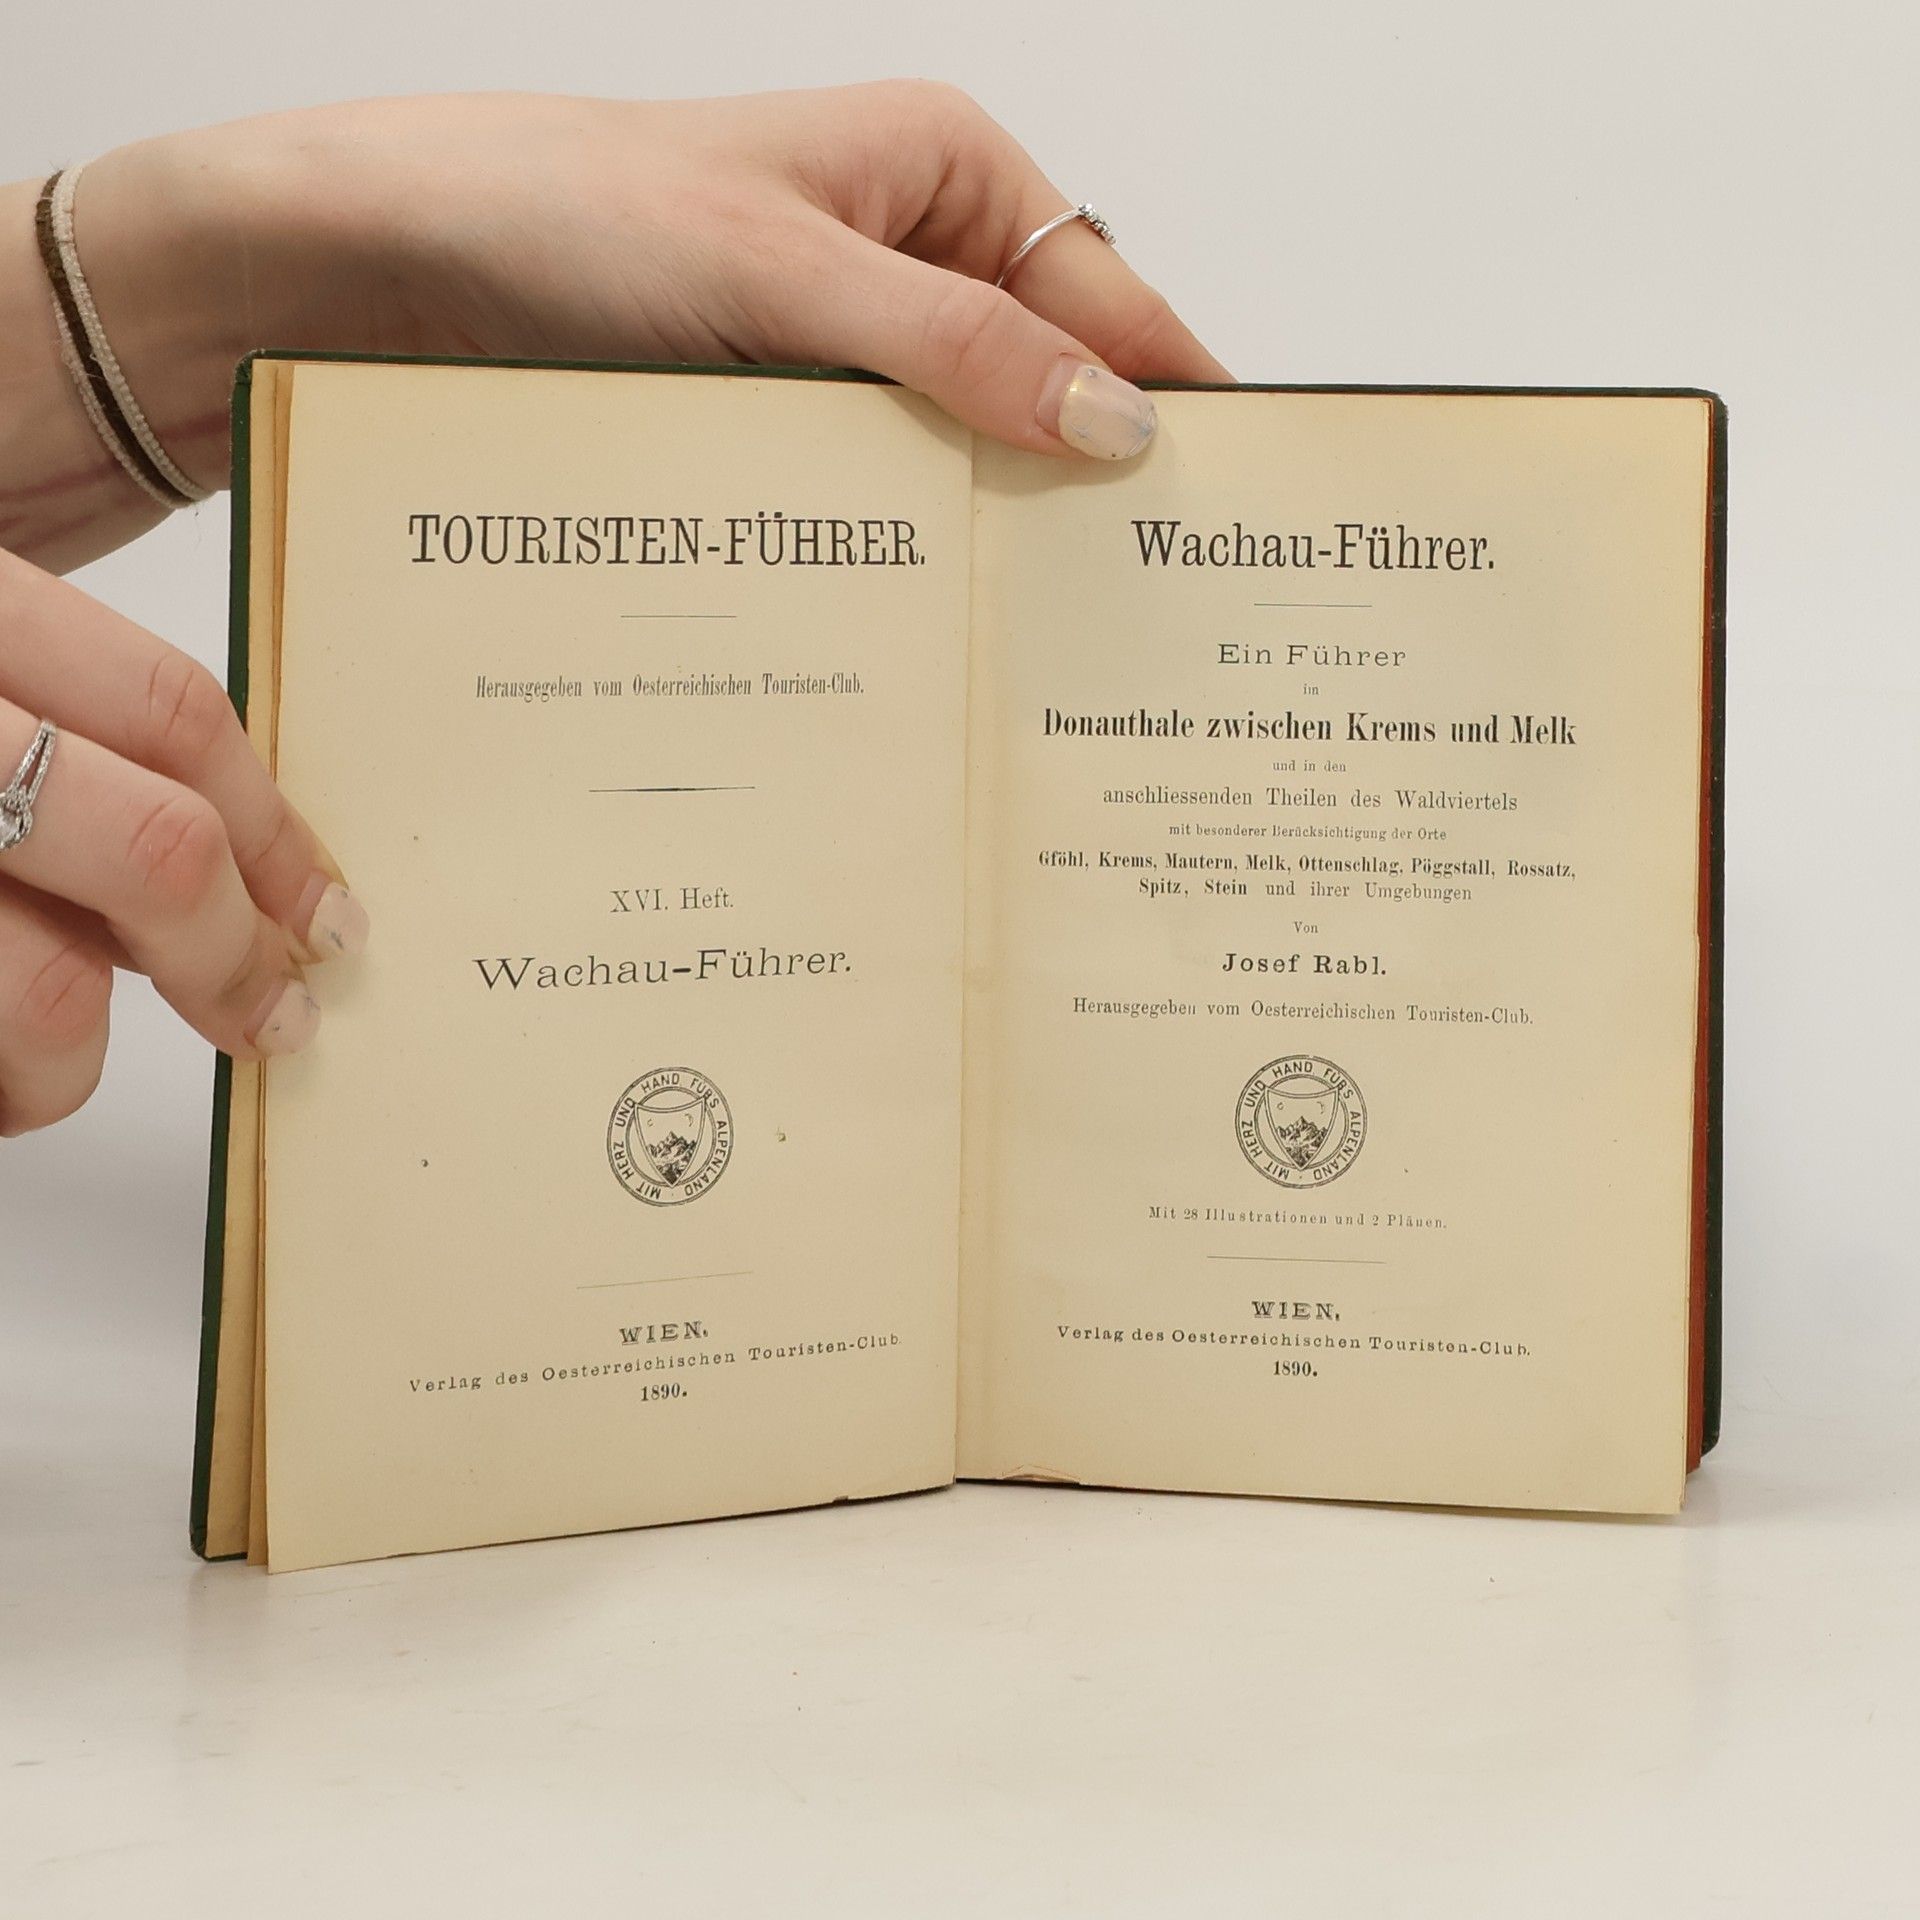 TOURISTEN-FÜHRER.
Herausgegeben vom Oesterreichischen Touristen-Club.
XVI. Heft.
Wachau-Führer.
MIT HERZ UND HAND FÜR'S ALPENLAND ·
WIEN.
Verlag des Oesterreichischen Touristen-Club.
1890.
Wachau-Führer.
Ein Führer
im
Donauthale zwischen Krems und Melk
und in den
anschliessenden Theilen des Waldviertels
mit besonderer Berücksichtigung der Orte
Gföhl, Krems, Mautern, Melk, Ottenschlag, Pöggstall, Rossatz,
Spitz, Stein und ihrer Umgebungen
Von
Josef Rabl.
Herausgegeben vom Oesterreichischen Touristen-Club.
MIT HERZ UND HAND FÜR'S ALPENLAND ·
Mit 28 Illustrationen und 2 Plänen.
WIEN.
Verlag des Oesterreichischen Touristen-Club.
1890.